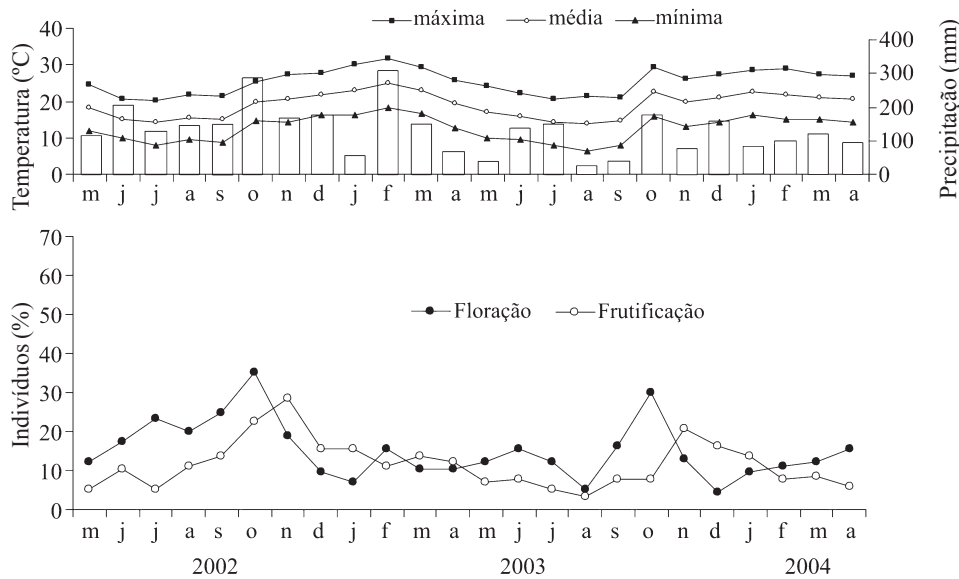 máxima média mínima
Temperatura (ºC)
40
30
20
10
0
400
300
200
100
0
Precipitação (mm)
m j j a s o n d j f m a m j j a s o n d j f m a
Indivíduos (%)
70
60
50
40
30
20
10
0
Floração Frutificação
m j j a s o n d j f m a m j j a s o n d j f m a
2002 2003 2004